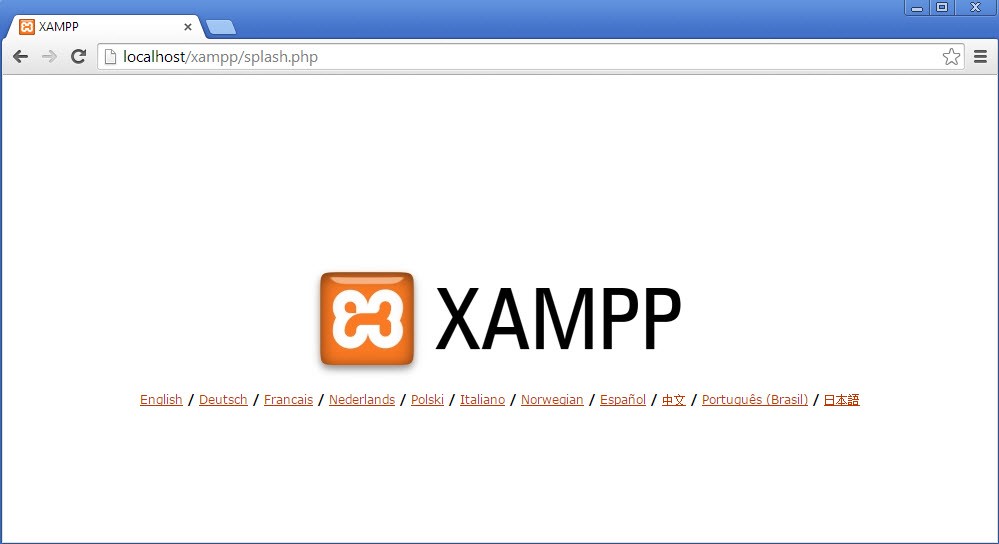 XAMPP
localhost/xampp/splash.php
XAMPP
English / Deutsch / Francais / Nederlands / Polski / Italiano / Norwegian / Español / 中文 / Português (Brasil) / 日本語